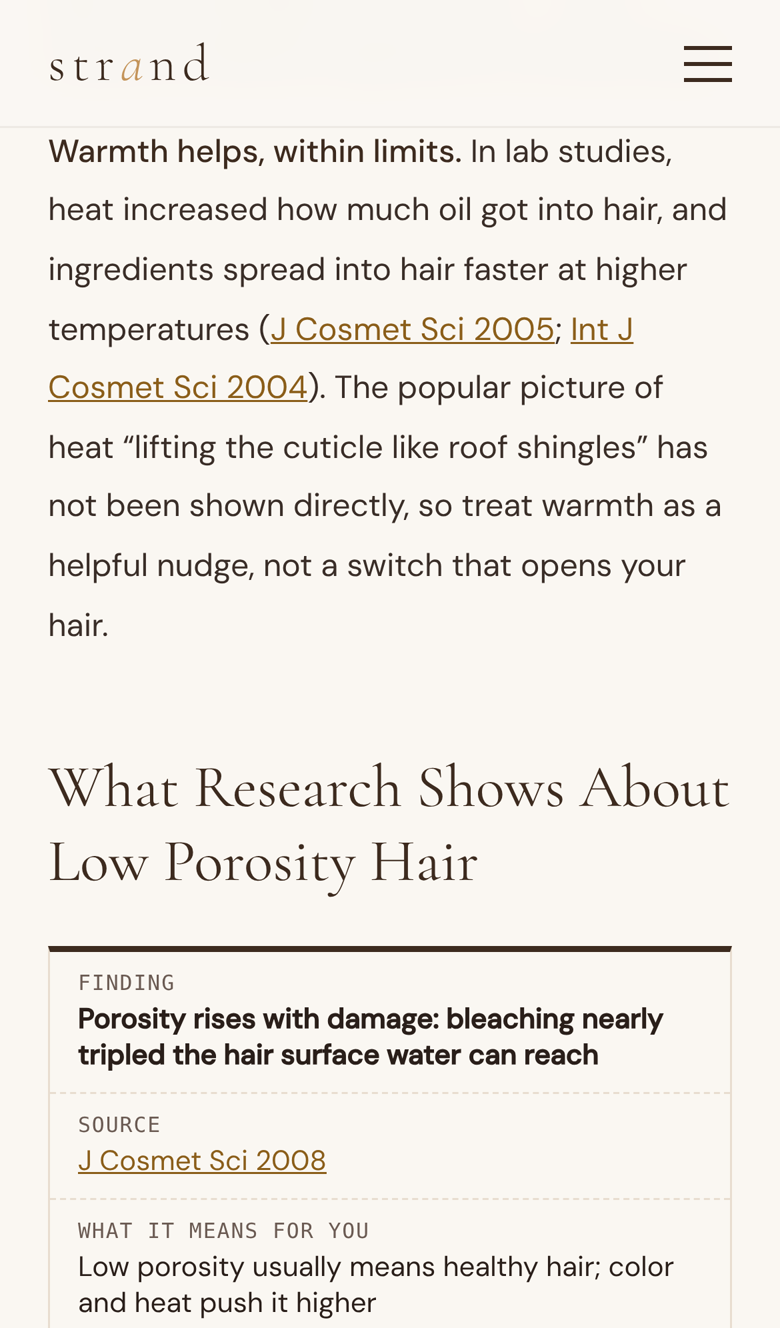 strand
Warmth helps, within limits. In lab studies,
heat increased how much oil got into hair, and
ingredients spread into hair faster at higher
temperatures (J Cosmet Sci 2005; Int J
Cosmet Sci 2004). The popular picture of
heat “lifting the cuticle like roof shingles” has
not been shown directly, so treat warmth as a
helpful nudge, not a switch that opens your
hair.
What Research Shows About
Low Porosity Hair
FINDING
Porosity rises with damage: bleaching nearly
tripled the hair surface water can reach
SOURCE
J Cosmet Sci 2008
WHAT IT MEANS FOR YOU
Low porosity usually means healthy hair; color
and heat push it higher